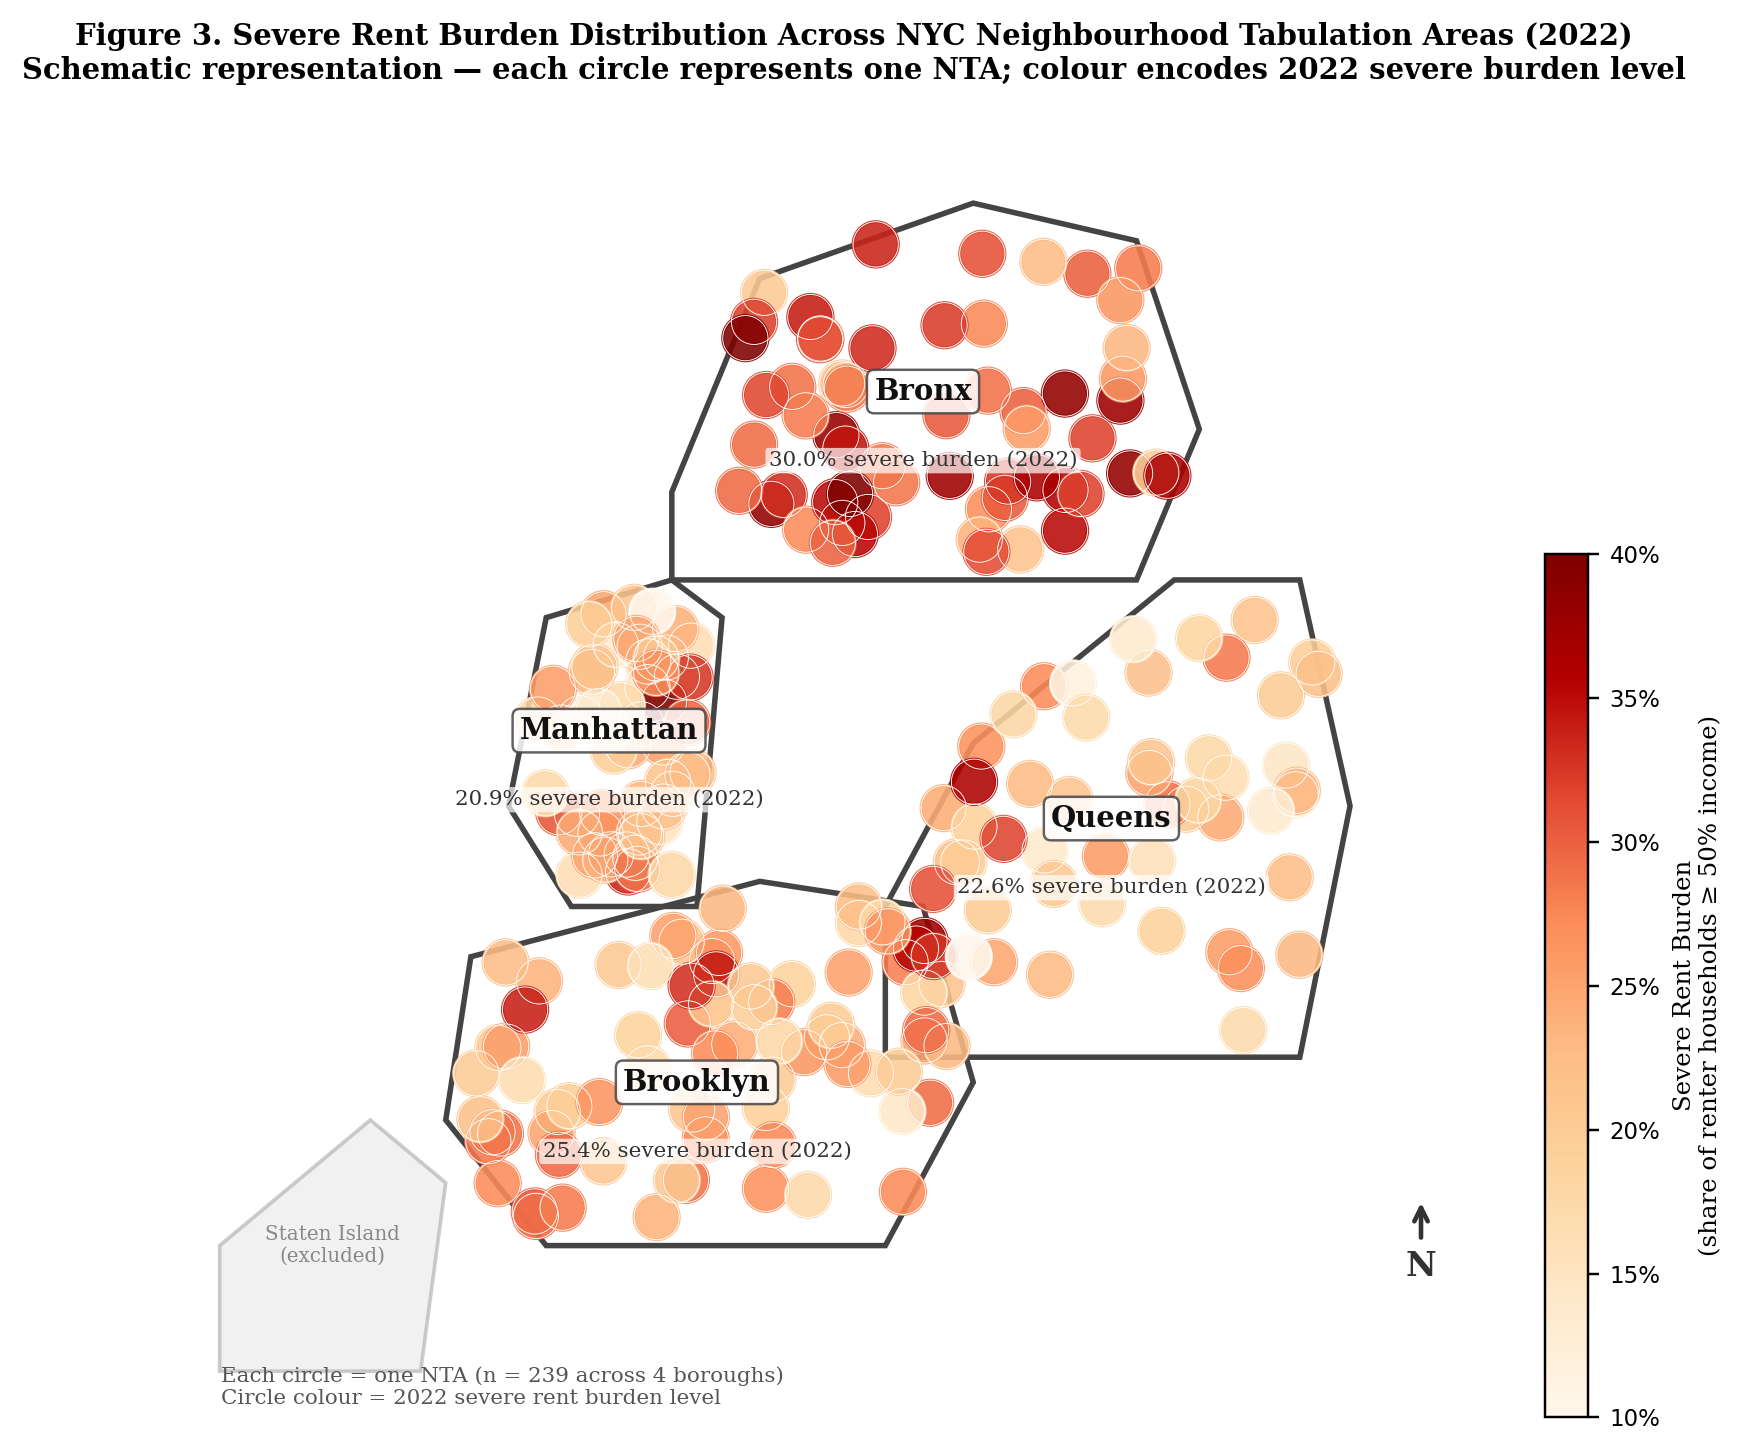 Figure 3. Severe Rent Burden Distribution Across NYC Neighbourhood Tabulation Areas (2022)
Schematic representation — each circle represents one NTA; colour encodes 2022 severe burden level
Bronx
30.0% severe burden (2022)
Manhattan
20.9% severe burden (2022)
Queens
22.6% severe burden (2022)
Brooklyn
25.4% severe burden (2022)
Staten Island
(excluded)
N
40%
35%
30%
25%
20%
15%
10%
Severe Rent Burden
(share of renter households ≥ 50% income)
Each circle = one NTA (n = 239 across 4 boroughs)
Circle colour = 2022 severe rent burden level